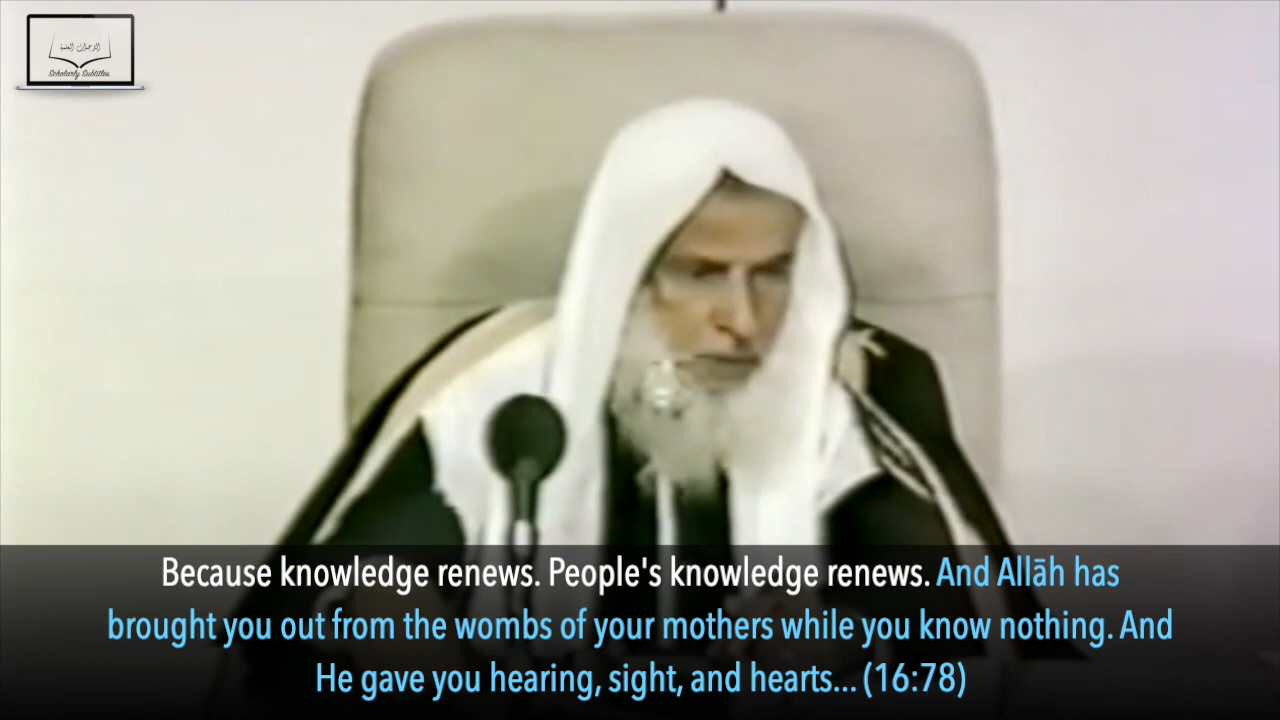 Scholarly Subtitles
Because knowledge renews. People's knowledge renews. And Allāh has
brought you out from the wombs of your mothers while you know nothing. And
He gave you hearing, sight, and hearts... (16:78)